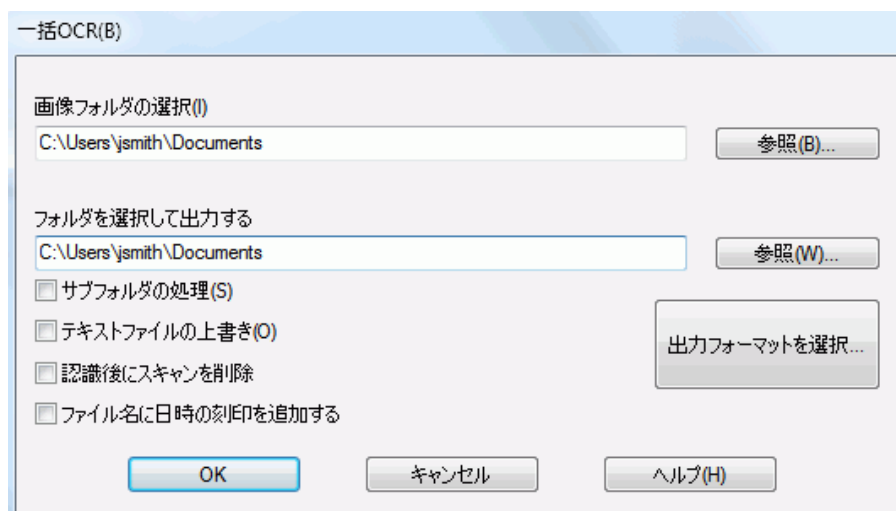 一括OCR(B)
画像フォルダの選択(I)
C:\Users\jsmith\Documents
参照(B)...
フォルダを選択して出力する
C:\Users\jsmith\Documents
参照(W)...
サブフォルダの処理(S)
テキストファイルの上書き(O)
出力フォーマットを選択...
認識後にスキャンを削除
ファイル名に日時の刻印を追加する
OK
キャンセル
ヘルプ(H)